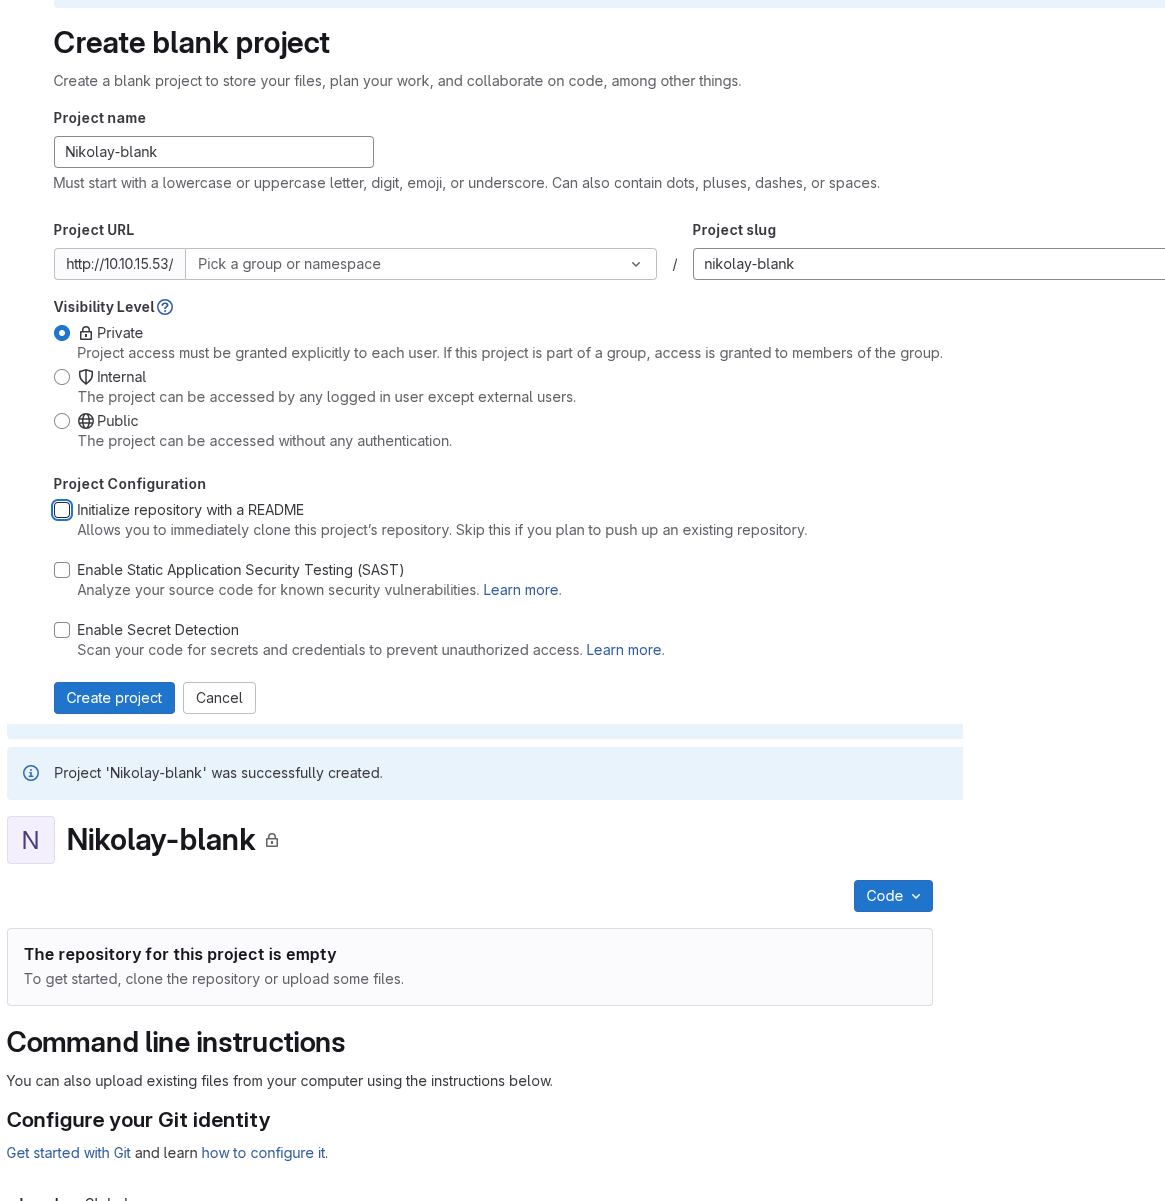 Create blank project
Create a blank project to store your files, plan your work, and collaborate on code, among other things.
Project name
Nikolay-blank
Must start with a lowercase or uppercase letter, digit, emoji, or underscore. Can also contain dots, pluses, dashes, or spaces.
Project URL
Project slug
http://10.10.15.53/
Pick a group or namespace
/
nikolay-blank
Visibility Level
Private
Project access must be granted explicitly to each user. If this project is part of a group, access is granted to members of the group.
Internal
The project can be accessed by any logged in user except external users.
Public
The project can be accessed without any authentication.
Project Configuration
Initialize repository with a README
Allows you to immediately clone this project’s repository. Skip this if you plan to push up an existing repository.
Enable Static Application Security Testing (SAST)
Analyze your source code for known security vulnerabilities. Learn more.
Enable Secret Detection
Scan your code for secrets and credentials to prevent unauthorized access. Learn more.
Create project
Cancel
Project 'Nikolay-blank' was successfully created.
N
Nikolay-blank
Code
The repository for this project is empty
To get started, clone the repository or upload some files.
Command line instructions
You can also upload existing files from your computer using the instructions below.
Configure your Git identity
Get started with Git and learn how to configure it.